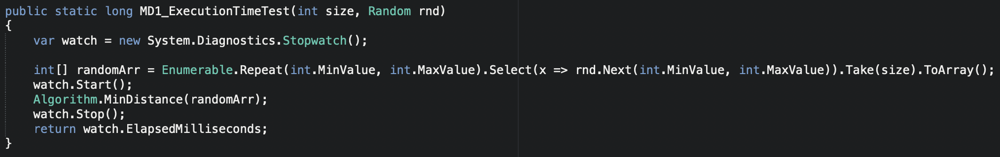 public static long MD1_ExecutionTimeTest(int size, Random rnd)
{
    var watch = new System.Diagnostics.Stopwatch();
    int[] randomArr = Enumerable.Repeat(int.MinValue, int.MaxValue).Select(x => rnd.Next(int.MinValue, int.MaxValue)).Take(size).ToArray();
    watch.Start();
    Algorithm.MinDistance(randomArr);
    watch.Stop();
    return watch.ElapsedMilliseconds;
}